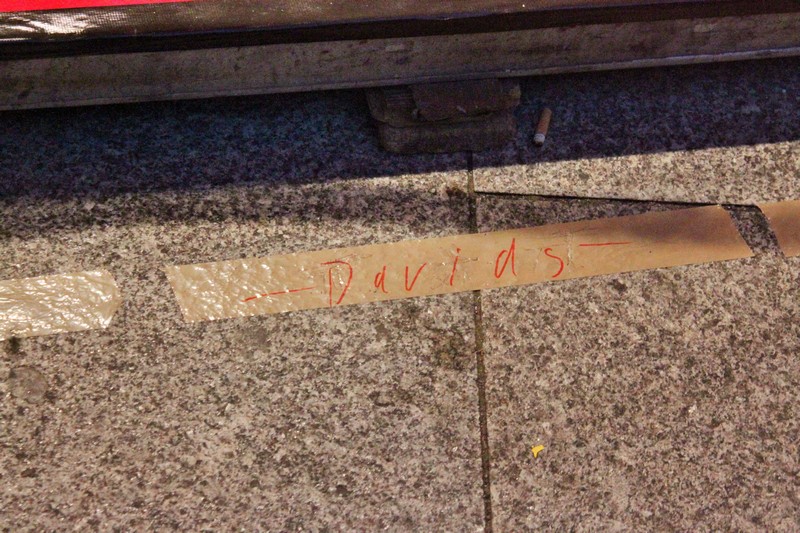 — Davids —